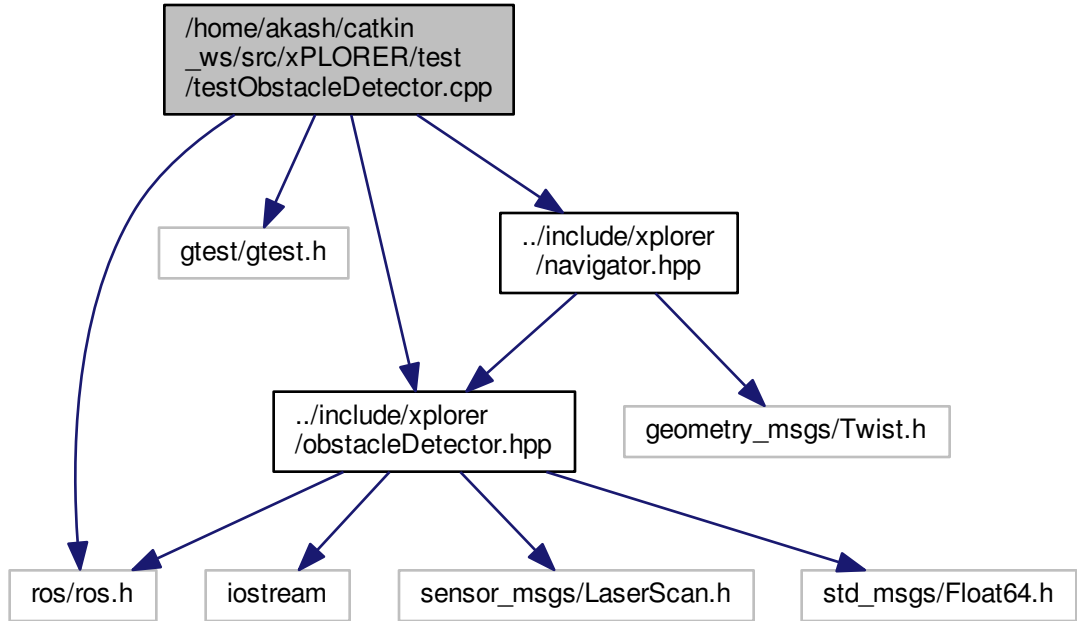 /home/akash/catkin
_ws/src/xPLORER/test
/testObstacleDetector.cpp
gtest/gtest.h
../include/xplorer
/navigator.hpp
../include/xplorer
/obstacleDetector.hpp
geometry_msgs/Twist.h
ros/ros.h
iostream
sensor_msgs/LaserScan.h
std_msgs/Float64.h